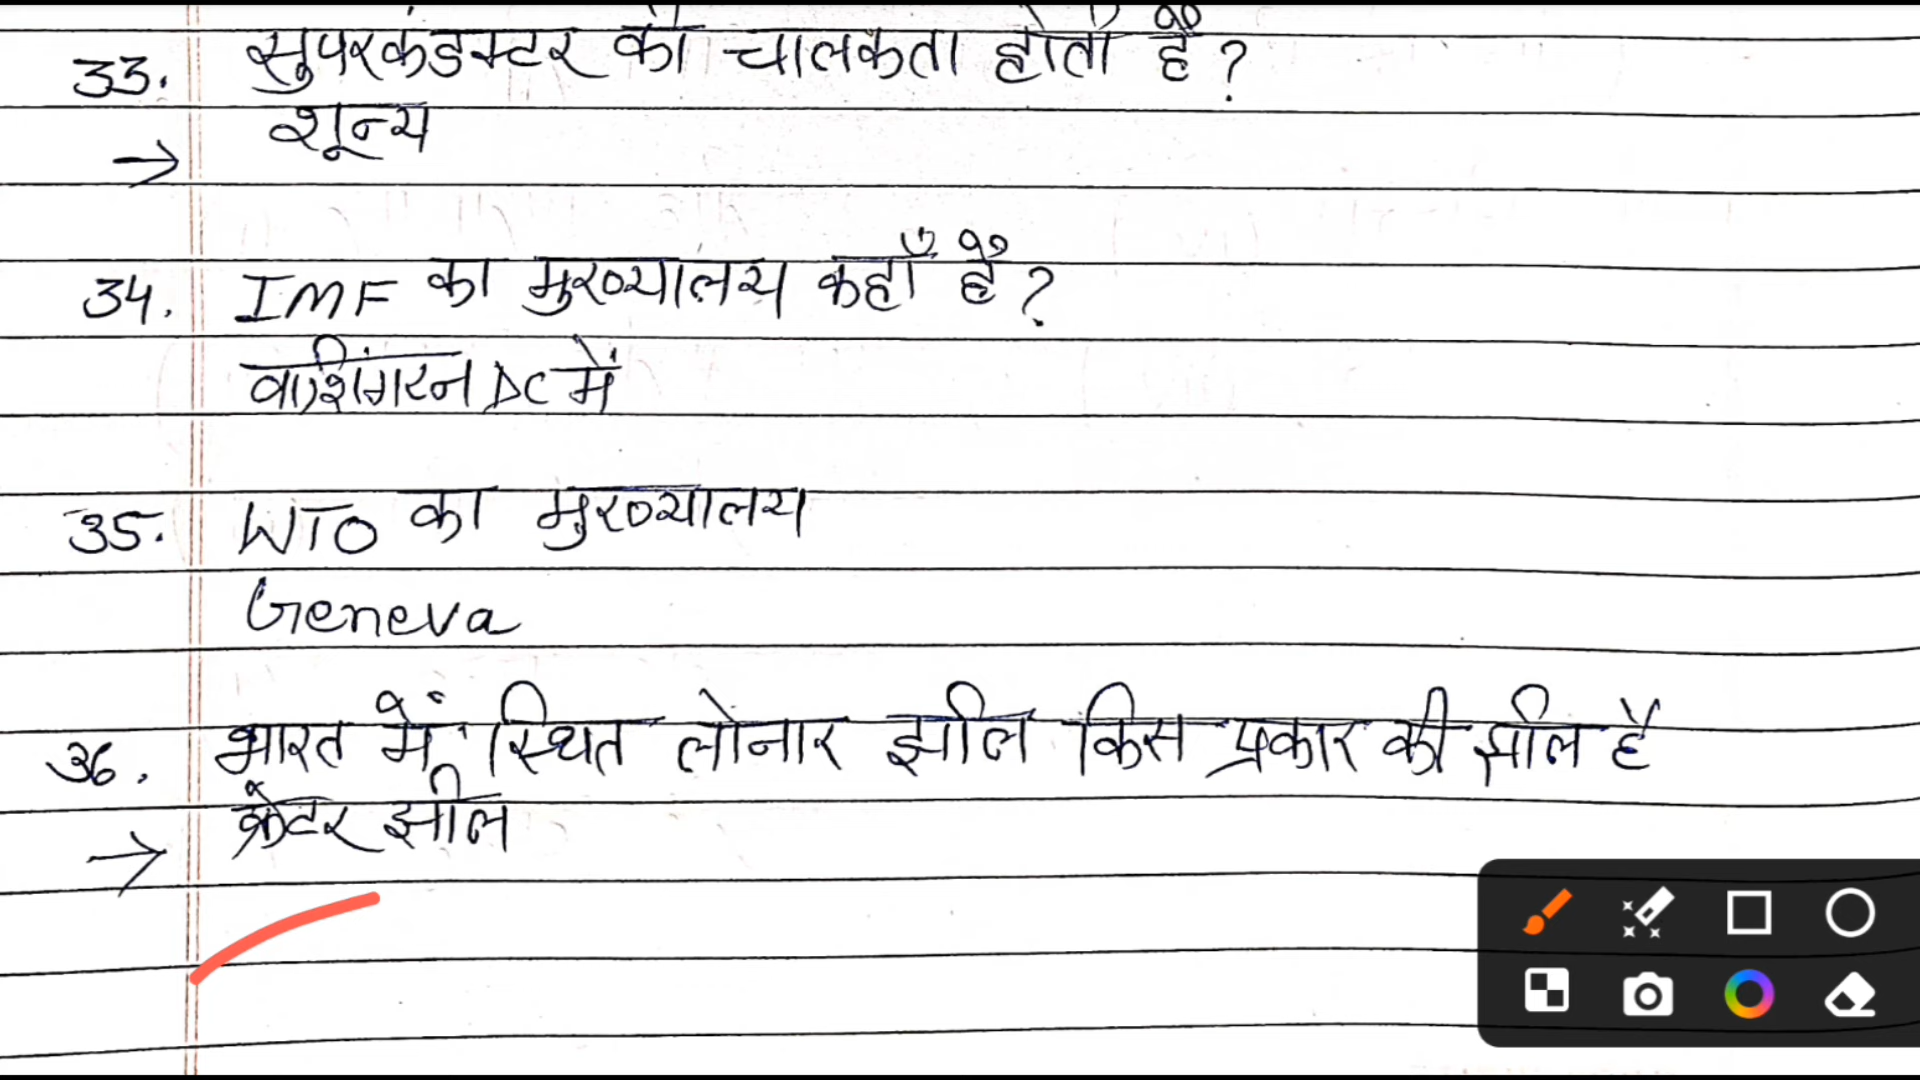 33. सुपरकंडक्टर की चालकता होती है ?
→ शून्य
34. IMF का मुख्यालय कहाँ है ?
वाशिंगटन DC में
35. WTO का मुख्यालय
Geneva
36. भारत में स्थित लोनार झील किस प्रकार की झील है
→ क्रेटर झील